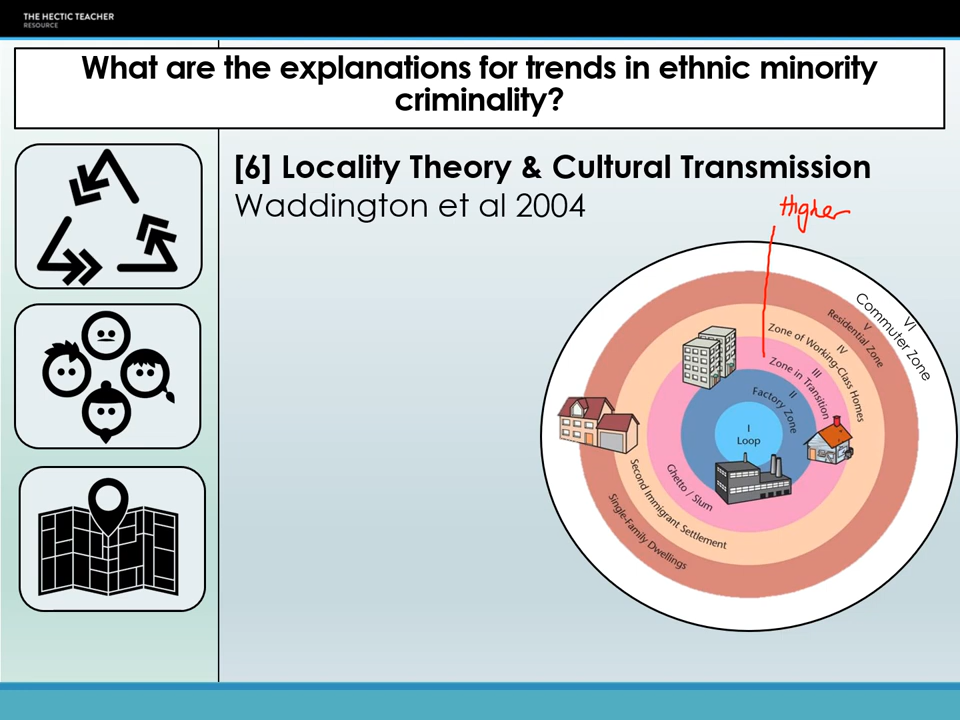 THE HECTIC TEACHER
RESOURCE
What are the explanations for trends in ethnic minority
criminality?
[6] Locality Theory & Cultural Transmission
Waddington et al 2004
Higher
VI
Commuter Zone
V
Residential Zone
IV
Zone of Working-Class Homes
III
Zone in Transition
II
Factory Zone
I
Loop
Ghetto / Slum
Second Immigrant Settlement
Single-Family Dwellings